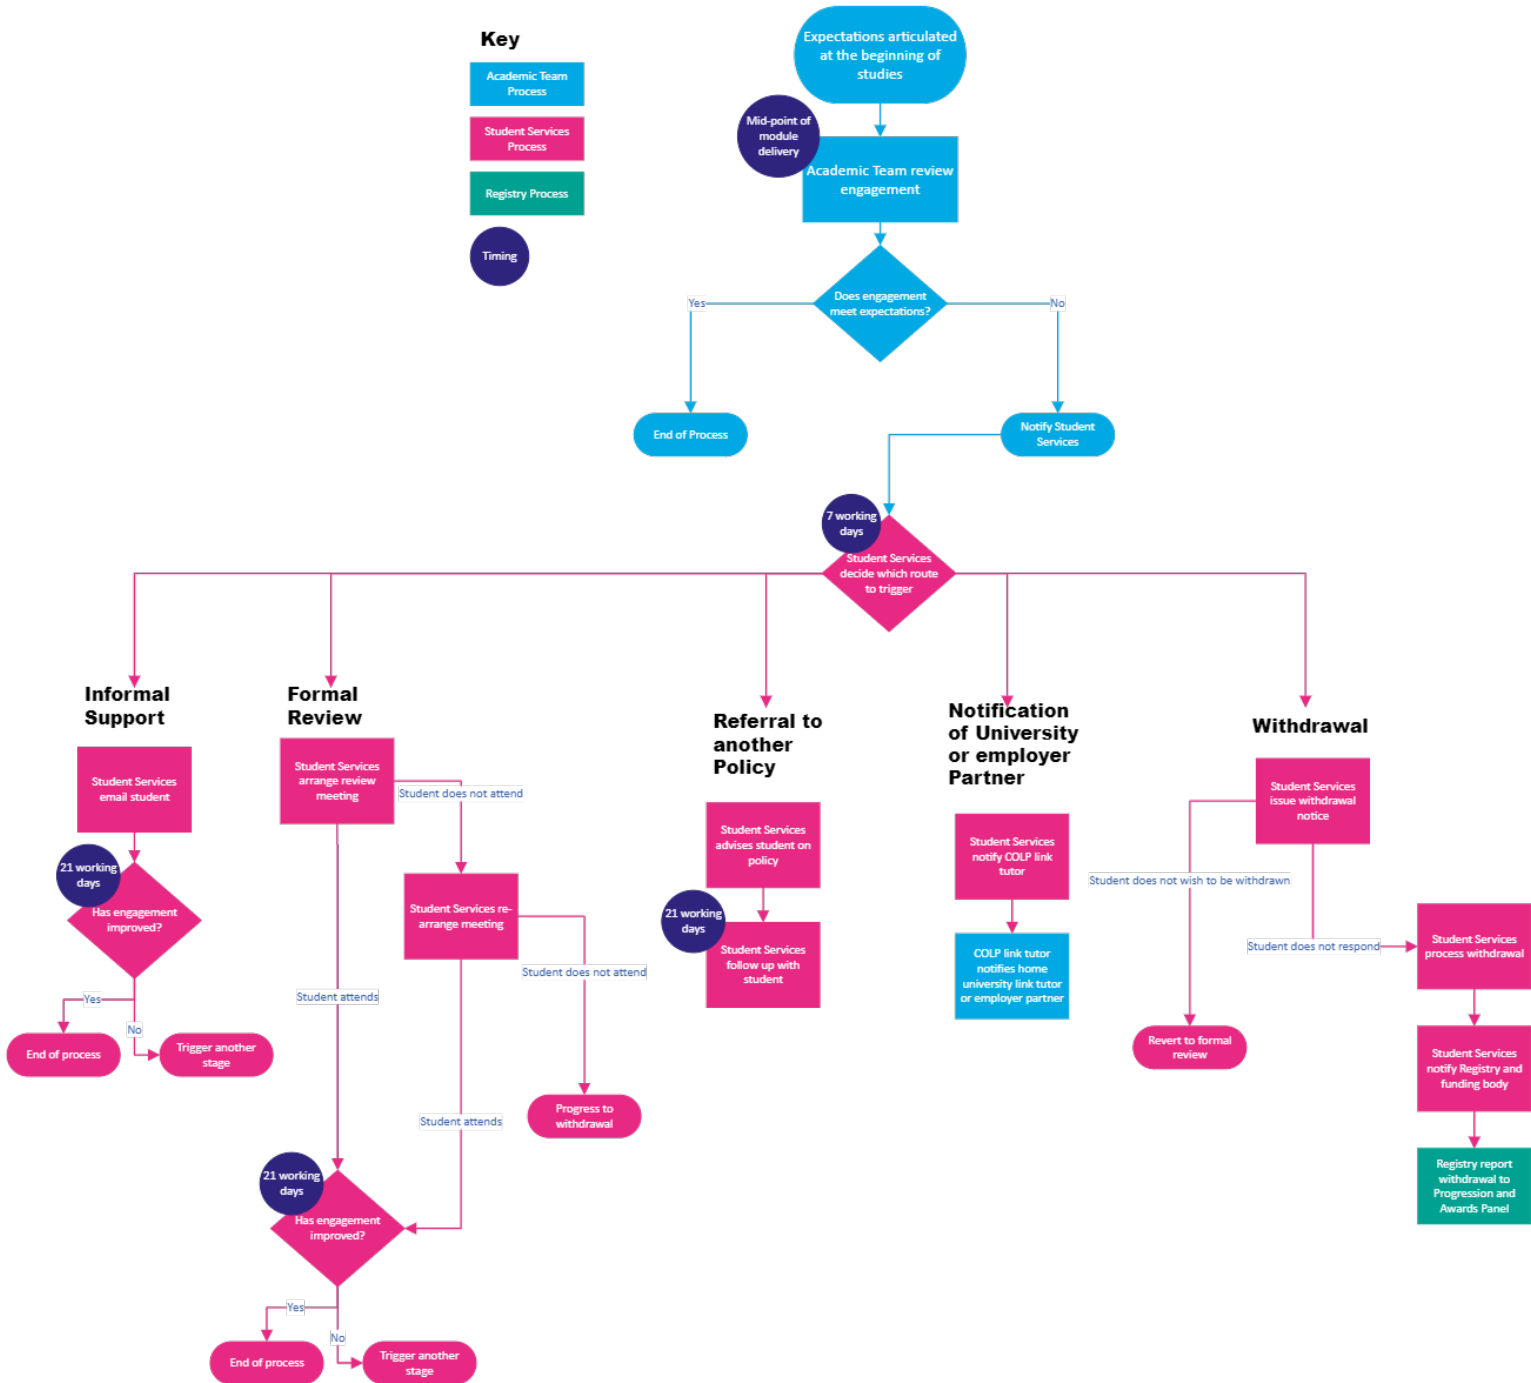 Key
Academic Team
Process
Student Services
Process
Registry Process
Timing
Expectations articulated
at the beginning of
studies
Mid-point of
module
delivery
Academic Team review
engagement
Does engagement
meet expectations?
Yes
No
End of Process
Notify Student
Services
7 working
days
Student Services
decide which route
to trigger
Informal
Support
Student Services
email student
21 working
days
Has engagement
improved?
Yes
No
End of process
Trigger another
stage
Formal
Review
Student Services
arrange review
meeting
Student does not attend
Student Services re-
arrange meeting
Student does not attend
Student attends
Progress to
withdrawal
Student attends
21 working
days
Has engagement
improved?
Yes
No
End of process
Trigger another
stage
Referral to
another
Policy
Student Services
advises student on
policy
21 working
days
Student Services
follow up with
student
Notification
of University
or employer
Partner
Student Services
notify COLP link
tutor
COLP link tutor
notifies home
university link tutor
or employer partner
Withdrawal
Student Services
issue withdrawal
notice
Student does not wish to be withdrawn
Student does not respond
Revert to formal
review
Student Services
process withdrawal
Student Services
notify Registry and
funding body
Registry report
withdrawal to
Progression and
Awards Panel